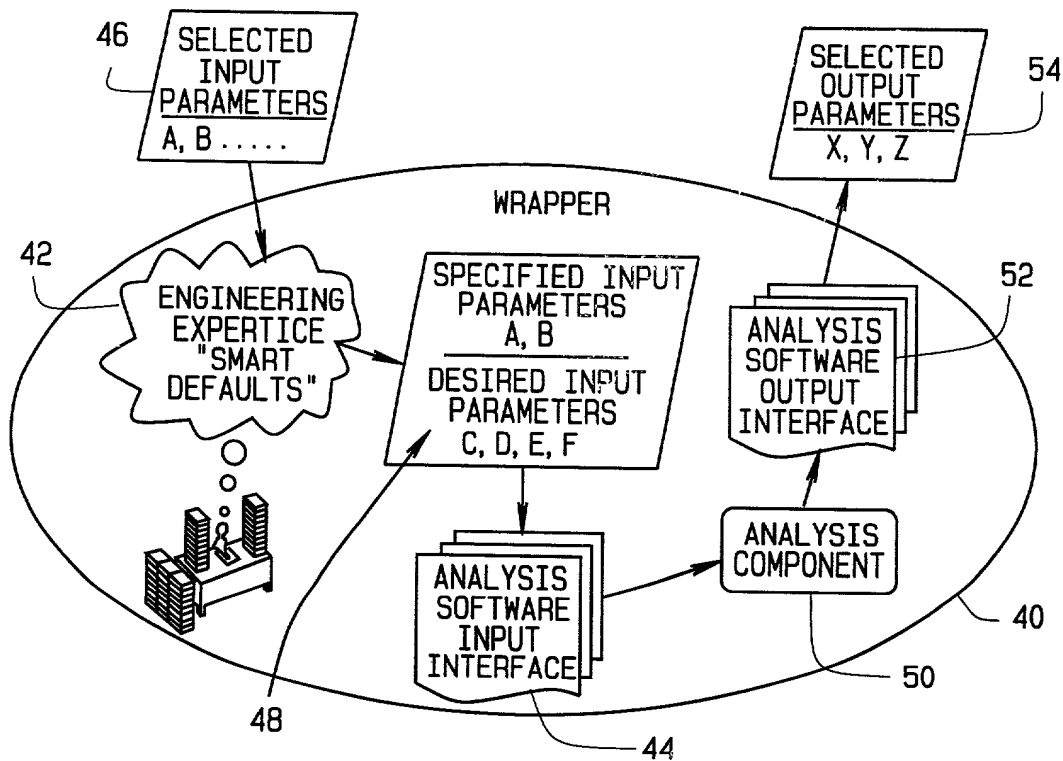 46
SELECTED
INPUT
PARAMETERS
A, B .....
SELECTED
OUTPUT
PARAMETERS
X, Y, Z
54
WRAPPER
42
ENGINEERING
EXPERTICE
"SMART
DEFAULTS"
SPECIFIED INPUT
PARAMETERS
A, B
DESIRED INPUT
PARAMETERS
C, D, E, F
52
ANALYSIS
SOFTWARE
OUTPUT
INTERFACE
ANALYSIS
SOFTWARE
INPUT
INTERFACE
ANALYSIS
COMPONENT
40
50
48
44